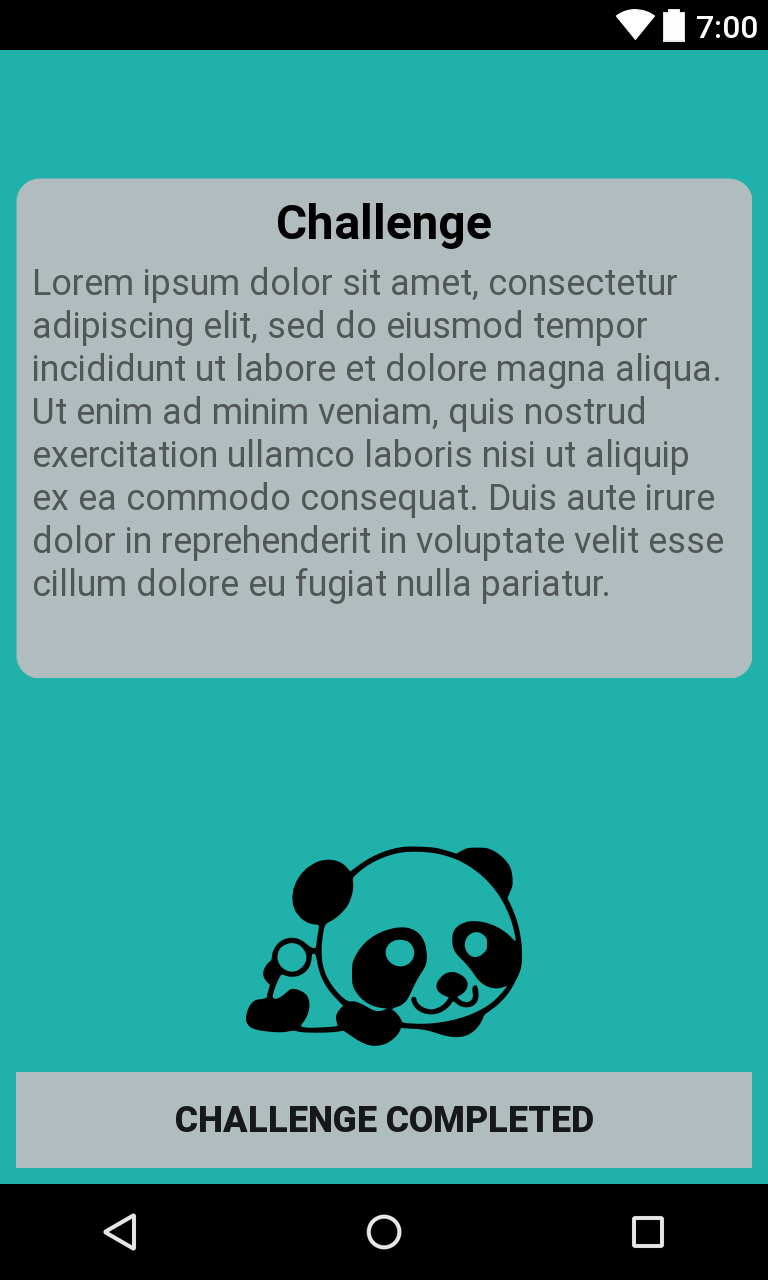 7:00
Challenge
Lorem ipsum dolor sit amet, consectetur
adipiscing elit, sed do eiusmod tempor
incididunt ut labore et dolore magna aliqua.
Ut enim ad minim veniam, quis nostrud
exercitation ullamco laboris nisi ut aliquip
ex ea commodo consequat. Duis aute irure
dolor in reprehenderit in voluptate velit esse
cillum dolore eu fugiat nulla pariatur.
CHALLENGE COMPLETED